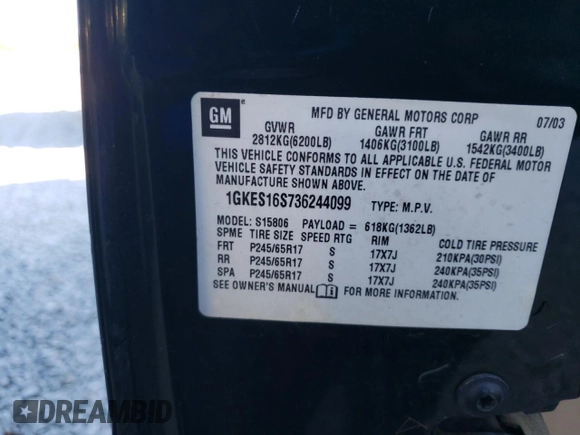 GM
MFD BY GENERAL MOTORS CORP 07/03
GVWR GAWR FRT GAWR RR
2812KG(6200LB) 1406KG(3100LB) 1542KG(3400LB)
THIS VEHICLE CONFORMS TO ALL APPLICABLE U.S. FEDERAL MOTOR
VEHICLE SAFETY STANDARDS IN EFFECT ON THE DATE OF
MANUFACTURE SHOWN ABOVE.
1GKES16S736244099 TYPE: M.P.V.
MODEL: S15806 PAYLOAD = 618KG(1362LB)
SPME TIRE SIZE SPEED RTG RIM COLD TIRE PRESSURE
FRT P245/65R17 S 17X7J 210KPA(30PSI)
RR P245/65R17 S 17X7J 240KPA(35PSI)
SPA P245/65R17 S 17X7J 240KPA(35PSI)
SEE OWNER'S MANUAL FOR MORE INFORMATION.
DREAMBID